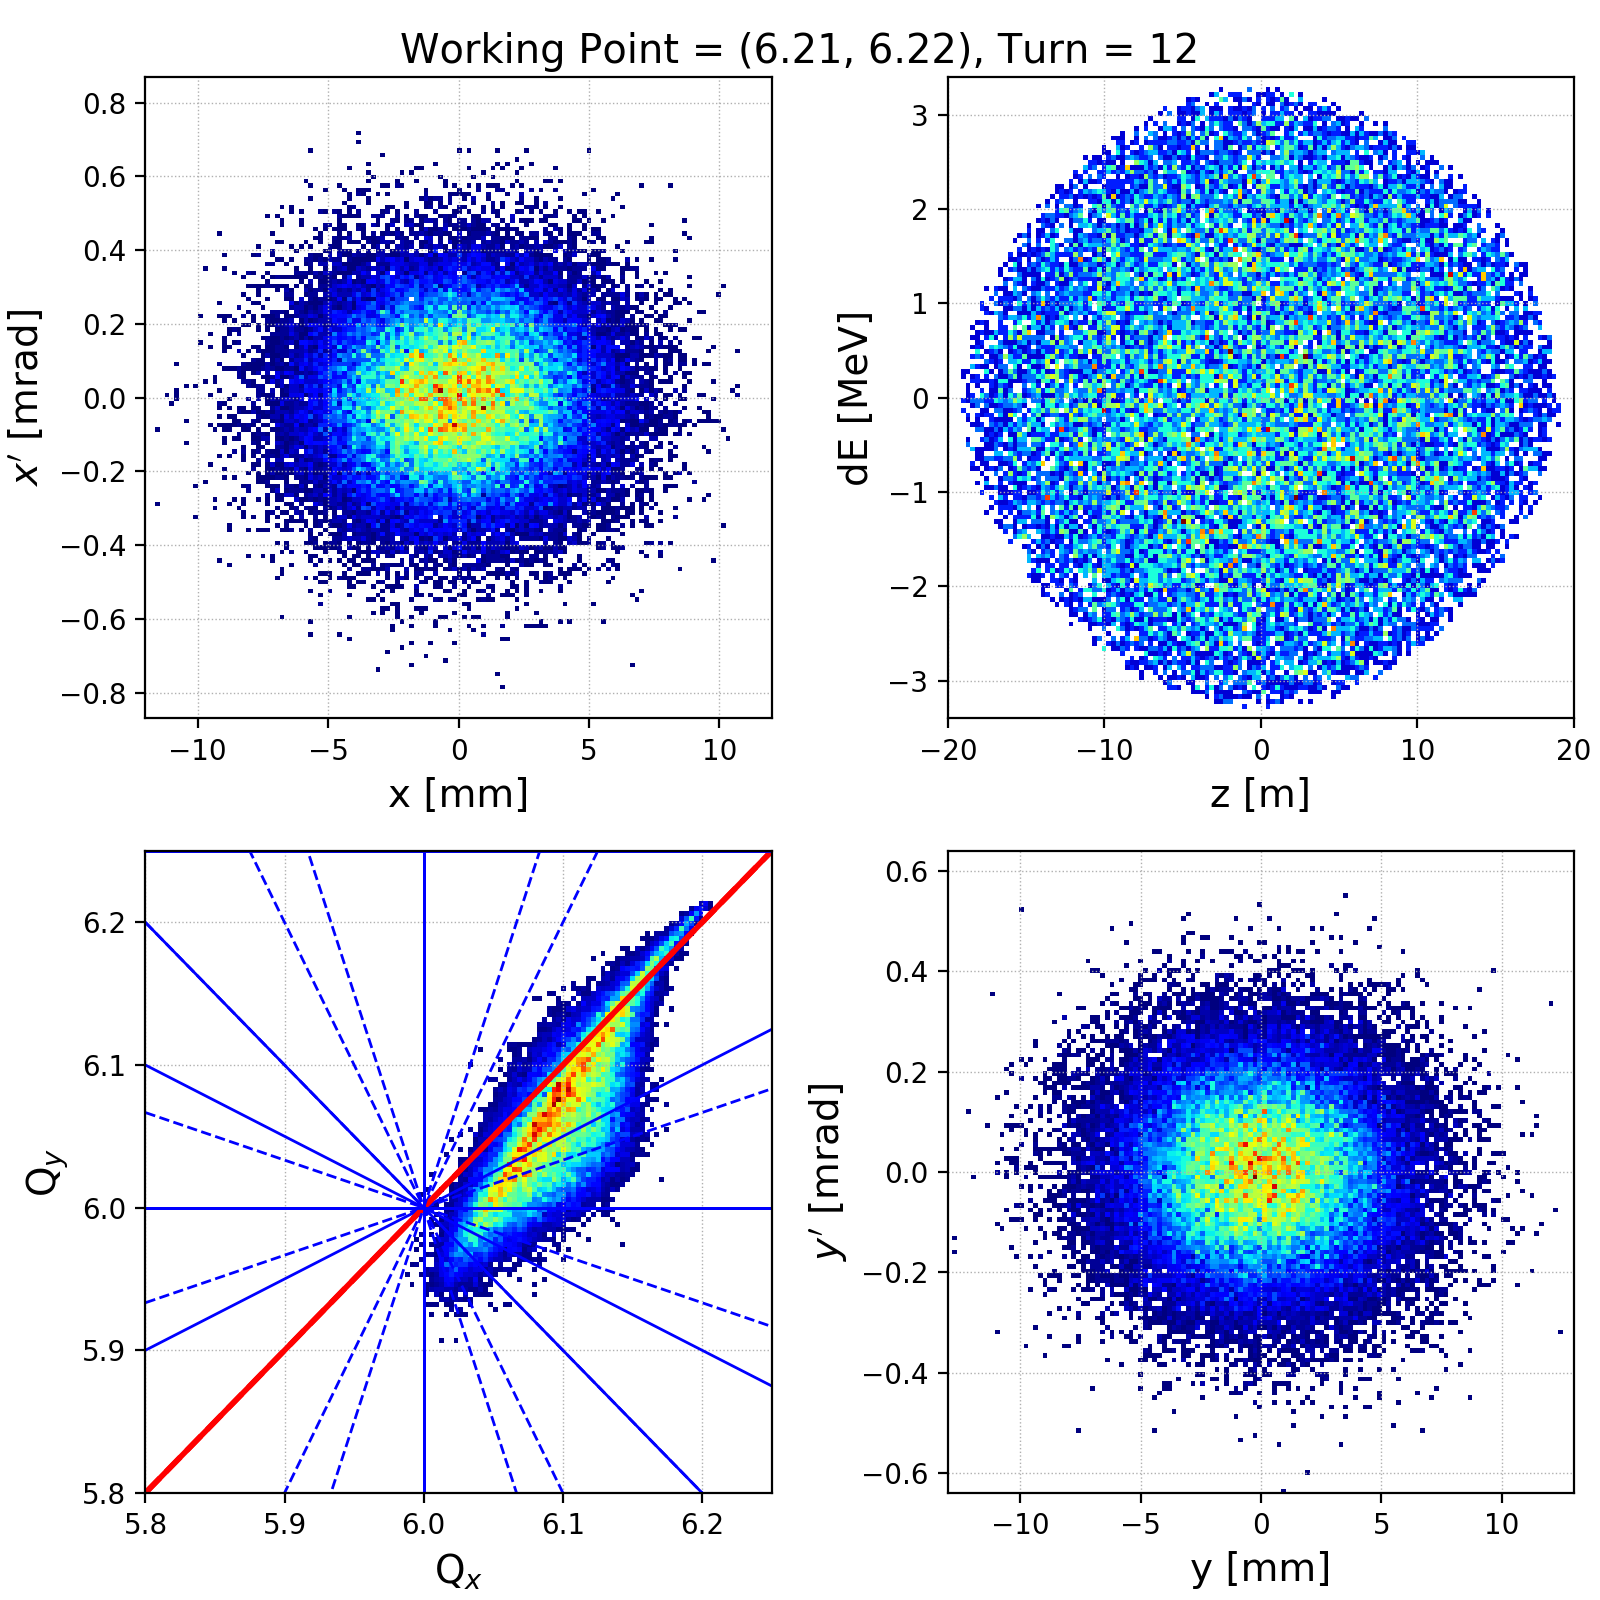 Working Point = (6.21, 6.22), Turn = 12
0.8
0.6
0.4
0.2
0.0
−0.2
−0.4
−0.6
−0.8
x′ [mrad]
−10 −5 0 5 10
x [mm]
3
2
1
0
−1
−2
−3
dE [MeV]
−20 −10 0 10 20
z [m]
6.2
6.1
6.0
5.9
5.8
Qy
5.8 5.9 6.0 6.1 6.2
Qx
0.6
0.4
0.2
0.0
−0.2
−0.4
−0.6
y′ [mrad]
−10 −5 0 5 10
y [mm]